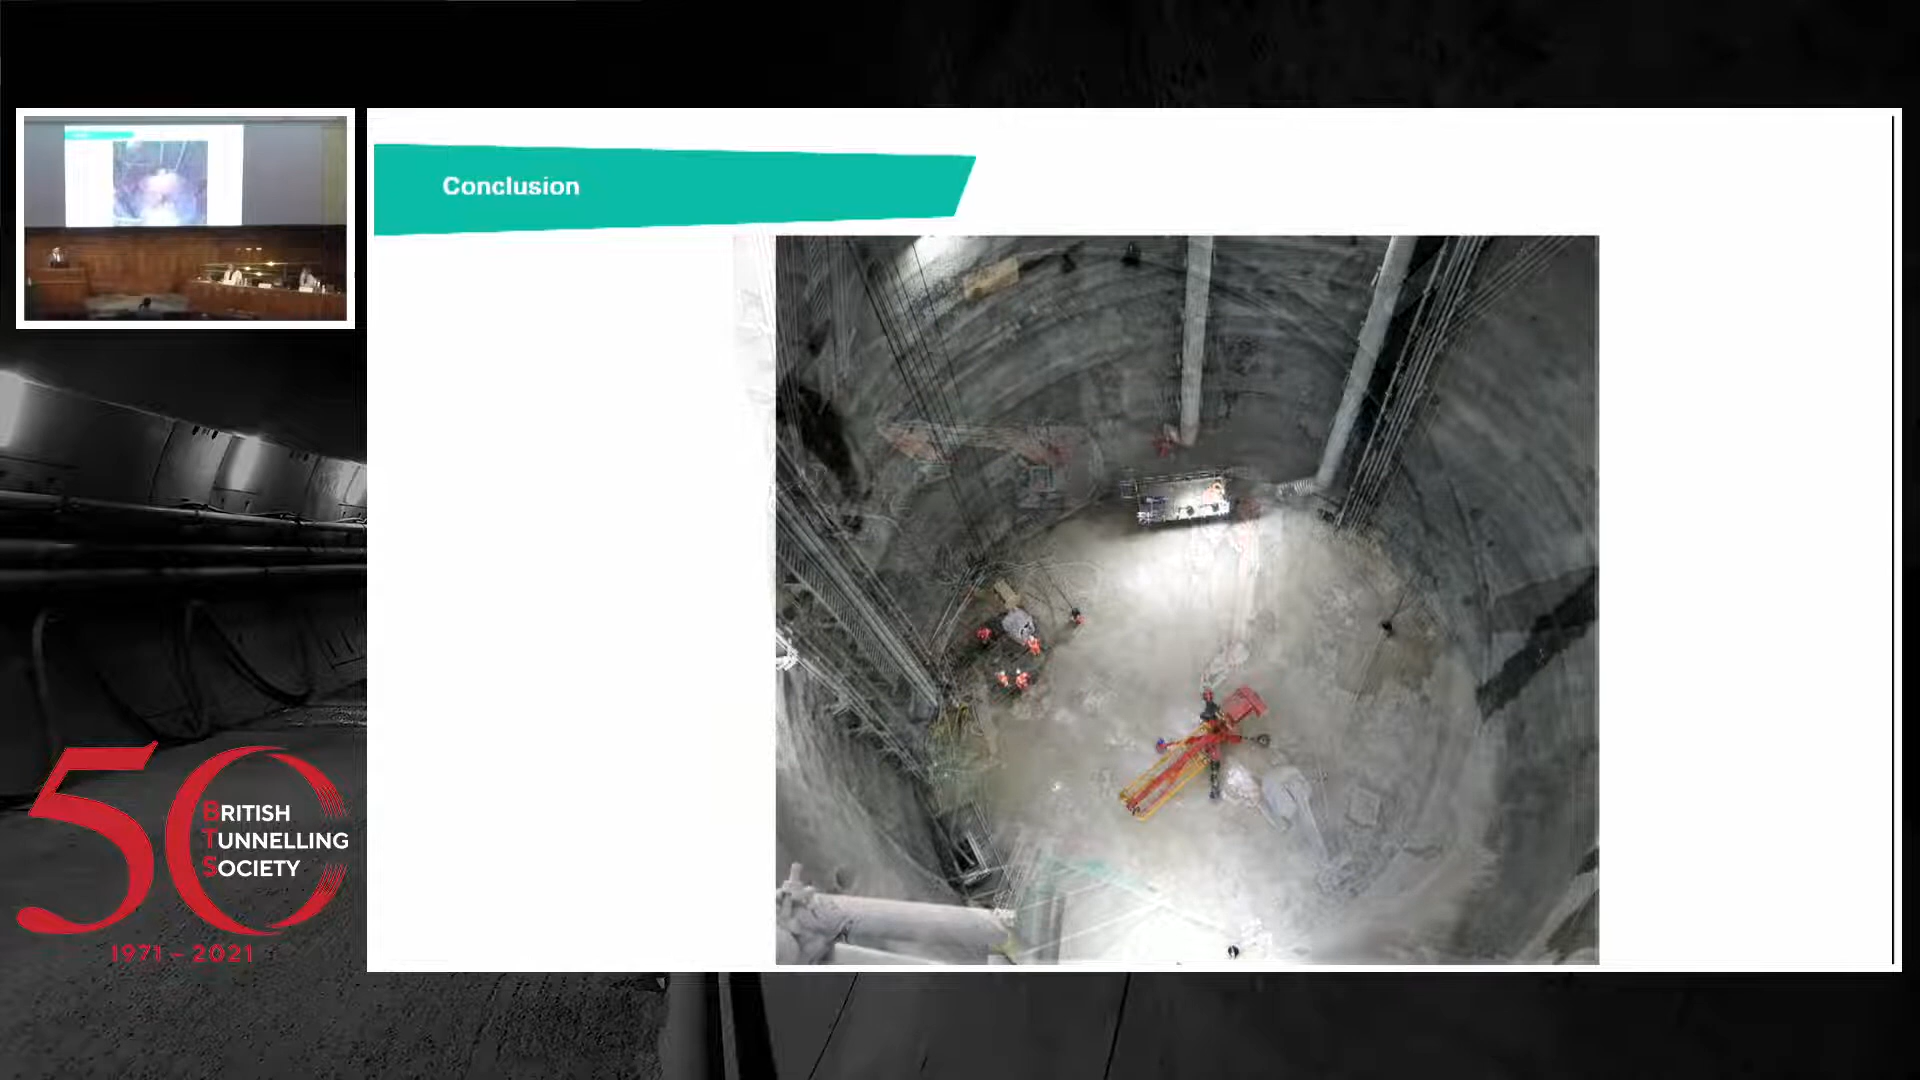 Conclusion
50
BRITISH
TUNNELLING
SOCIETY
1971 – 2021